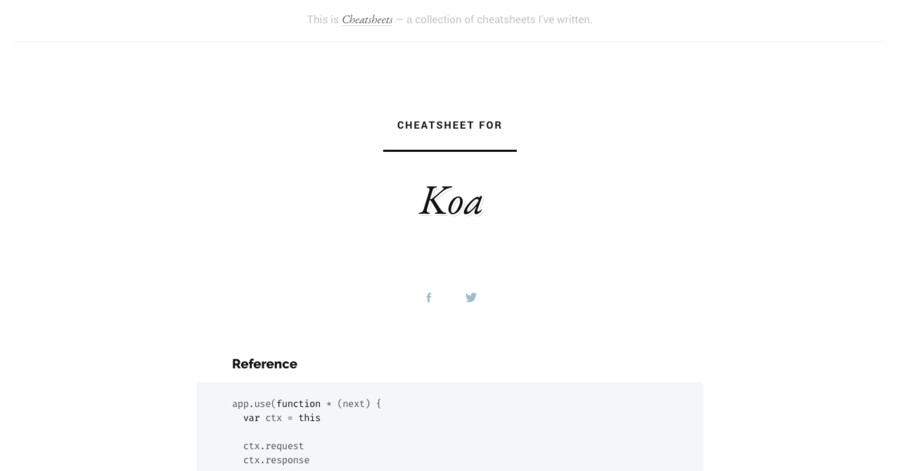 This is Cheatsheets — a collection of cheatsheets I've written.
CHEATSHEET FOR
Koa
Reference
app.use(function * (next) {
  var ctx = this
  ctx.request
  ctx.response